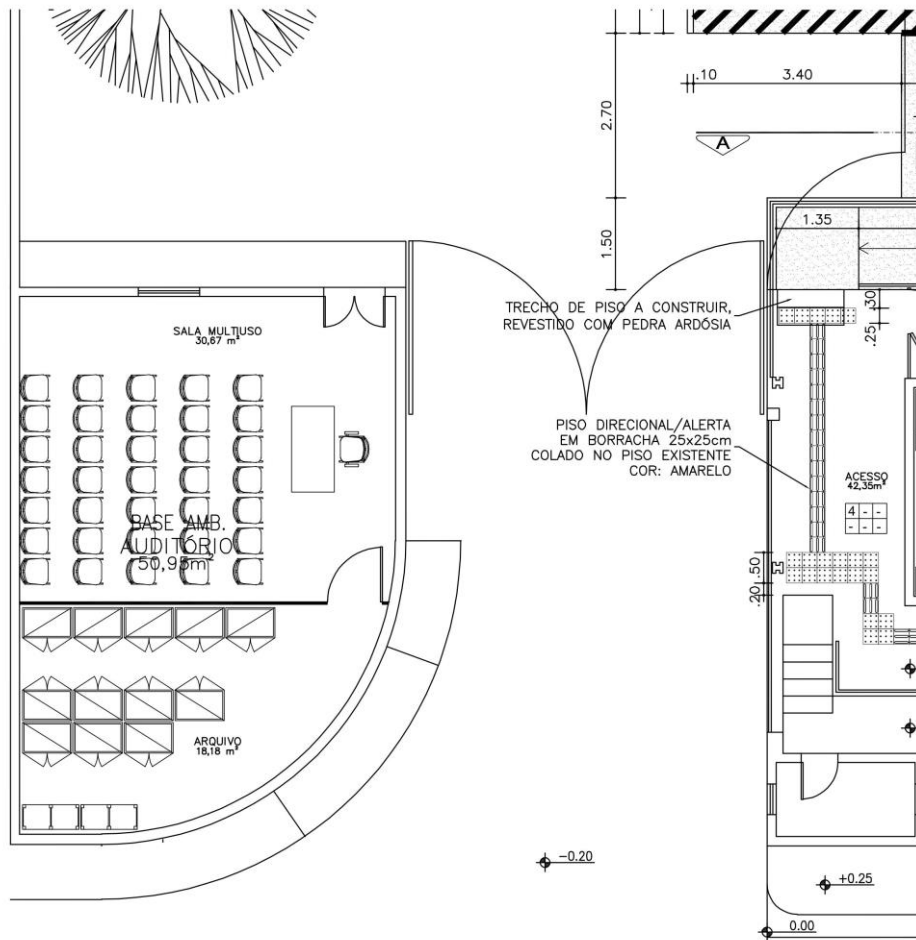 .10
3.40
2.70
A
1.35
1.50
TRECHO DE PISO A CONSTRUIR,
REVESTIDO COM PEDRA ARDÓSIA
.30
.25
SALA MULTIUSO
30,67 m²
PISO DIRECIONAL/ALERTA
EM BORRACHA 25x25cm
COLADO NO PISO EXISTENTE
COR: AMARELO
ACESSO
42,35m²
4 - -
- - -
BASE AMB.
AUDITÓRIO
50,95m²
.50
.20
ARQUIVO
18,18 m²
-0.20
+0.25
0.00